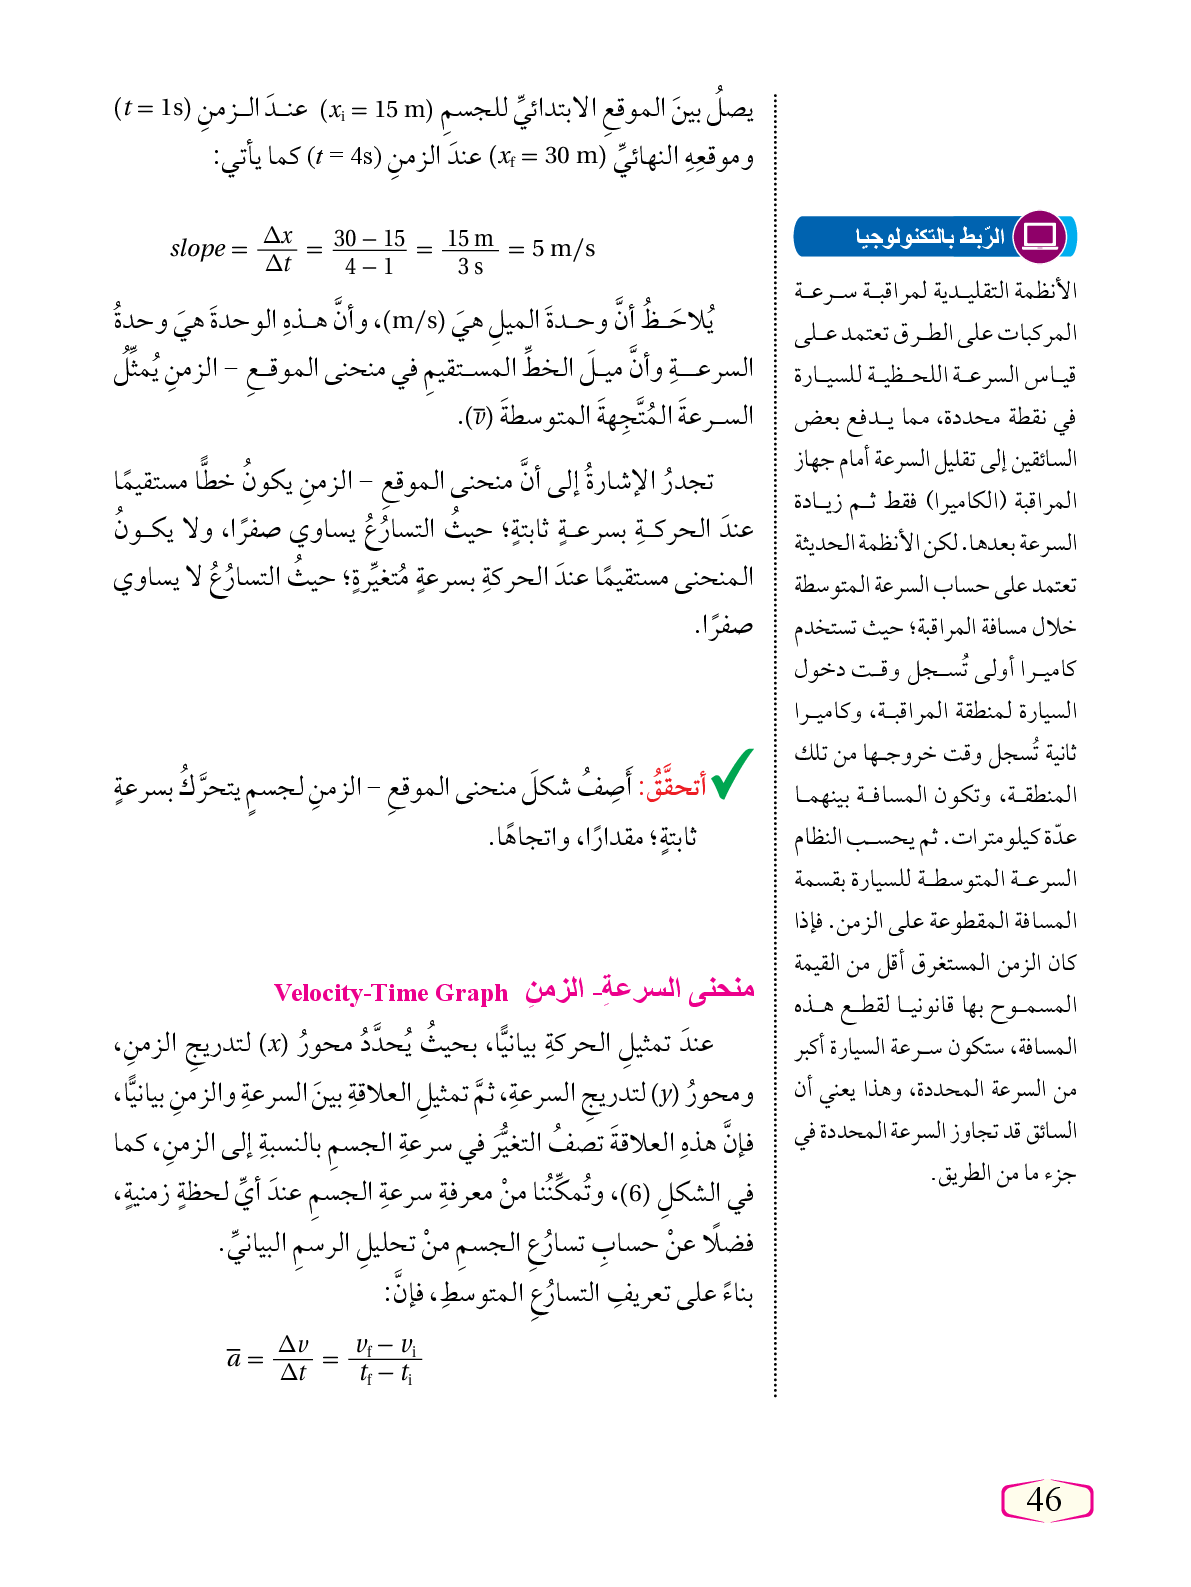 يصلُ بينَ الموقعِ الابتدائيِّ للجسمِ (xi = 15 m) عنـدَ الـزمنِ (t = 1s)
وموقعِهِ النهائيِّ (xf = 30 m) عندَ الزمنِ (t = 4s) كما يأتي:
slope = Δx/Δt = (30 – 15)/(4 – 1) = 15 m/3 s = 5 m/s
يُلاحَظُ أنَّ وحدةَ الميلِ هيَ (m/s)، وأنَّ هذهِ الوحدةَ هيَ وحدةُ
السرعةِ وأنَّ ميلَ الخطِّ المستقيمِ في منحنى الموقعِ – الزمنِ يُمثِّلُ
السرعةَ المُتَّجِهةَ المتوسطةَ (v̅).
تجدرُ الإشارةُ إلى أنَّ منحنى الموقعِ – الزمنِ يكونُ خطًّا مستقيمًا
عندَ الحركةِ بسرعةٍ ثابتةٍ؛ حيثُ التسارُعُ يساوي صفرًا، ولا يكونُ
المنحنى مستقيمًا عندَ الحركةِ بسرعةٍ مُتغيِّرةٍ؛ حيثُ التسارُعُ لا يساوي
صفرًا.
أتحقَّقُ: أَصِفُ شكلَ منحنى الموقعِ – الزمنِ لجسمٍ يتحرَّكُ بسرعةٍ
ثابتةٍ؛ مقدارًا، واتجاهًا.
منحنى السرعةِ- الزمنِ Velocity-Time Graph
عندَ تمثيلِ الحركةِ بيانيًّا، بحيثُ يُحدَّدُ محورُ (x) لتدريجِ الزمنِ،
ومحورُ (y) لتدريجِ السرعةِ، ثمَّ تمثيلِ العلاقةِ بينَ السرعةِ والزمنِ بيانيًّا،
فإنَّ هذهِ العلاقةَ تصفُ التغيُّرَ في سرعةِ الجسمِ بالنسبةِ إلى الزمنِ، كما
في الشكلِ (6)، وتُمكِّنُنا منْ معرفةِ سرعةِ الجسمِ عندَ أيِّ لحظةٍ زمنيةٍ،
فضلًا عنْ حسابِ تسارُعِ الجسمِ منْ تحليلِ الرسمِ البيانيِّ.
بناءً على تعريفِ التسارُعِ المتوسطِ، فإنَّ:
a̅ = Δv/Δt = (vf – vi)/(tf – ti)
الرّبط بالتكنولوجيا
الأنظمة التقليدية لمراقبة سرعة
المركبات على الطرق تعتمد على
قياس السرعة اللحظية للسيارة
في نقطة محددة، مما يدفع بعض
السائقين إلى تقليل السرعة أمام جهاز
المراقبة (الكاميرا) فقط ثم زيادة
السرعة بعدها. لكن الأنظمة الحديثة
تعتمد على حساب السرعة المتوسطة
خلال مسافة المراقبة؛ حيث تستخدم
كاميرا أولى تُسجل وقت دخول
السيارة لمنطقة المراقبة، وكاميرا
ثانية تُسجل وقت خروجها من تلك
المنطقة، وتكون المسافة بينهما
عدّة كيلومترات. ثم يحسب النظام
السرعة المتوسطة للسيارة بقسمة
المسافة المقطوعة على الزمن. فإذا
كان الزمن المستغرق أقل من القيمة
المسموح بها قانونيا لقطع هذه
المسافة، ستكون سرعة السيارة أكبر
من السرعة المحددة، وهذا يعني أن
السائق قد تجاوز السرعة المحددة في
جزء ما من الطريق.
46